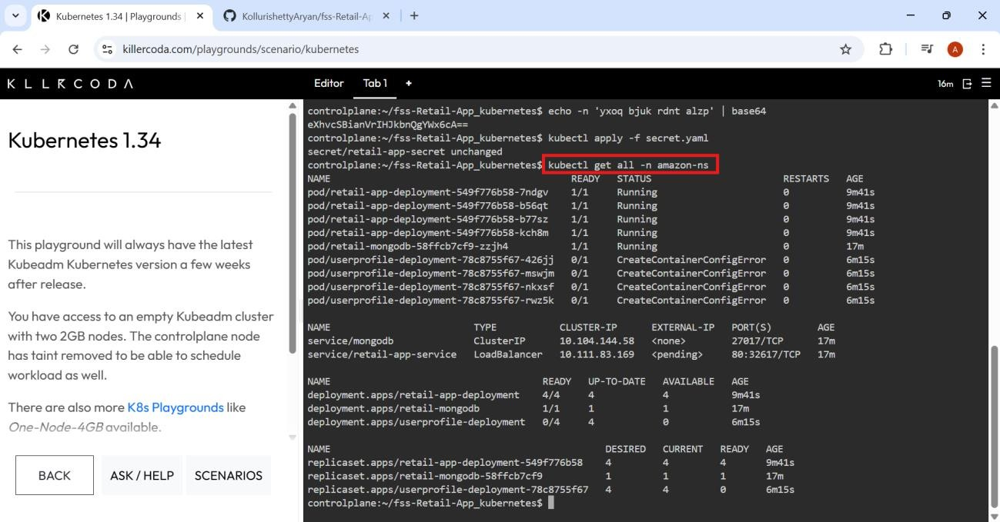 Kubernetes 1.34 | Playgrounds |
KollurishettyAryan/fss-Retail-Ap
killercoda.com/playgrounds/scenario/kubernetes
A
KLLRCODA
Editor Tab 1 +
16m
Kubernetes 1.34
This playground will always have the latest
Kubeadm Kubernetes version a few weeks
after release.
You have access to an empty Kubeadm cluster
with two 2GB nodes. The controlplane node
has taint removed to be able to schedule
workload as well.
There are also more K8s Playgrounds like
One-Node-4GB available.
BACK ASK / HELP SCENARIOS
controlplane:~/fss-Retail-App_kubernetes$ echo -n 'yxoq bjuk rdnt alzp' | base64
eXhvcSBianVrIHJkbnQgYWx6cA==
controlplane:~/fss-Retail-App_kubernetes$ kubectl apply -f secret.yaml
secret/retail-app-secret unchanged
controlplane:~/fss-Retail-App_kubernetes$ kubectl get all -n amazon-ns
NAME READY STATUS RESTARTS AGE
pod/retail-app-deployment-549f776b58-7ndgv 1/1 Running 0 9m41s
pod/retail-app-deployment-549f776b58-b56qt 1/1 Running 0 9m41s
pod/retail-app-deployment-549f776b58-b77sz 1/1 Running 0 9m41s
pod/retail-app-deployment-549f776b58-kch8m 1/1 Running 0 9m41s
pod/retail-mongodb-58ffcb7cf9-zzjh4 1/1 Running 0 17m
pod/userprofile-deployment-78c8755f67-426jj 0/1 CreateContainerConfigError 0 6m15s
pod/userprofile-deployment-78c8755f67-mswjm 0/1 CreateContainerConfigError 0 6m15s
pod/userprofile-deployment-78c8755f67-nkxsf 0/1 CreateContainerConfigError 0 6m15s
pod/userprofile-deployment-78c8755f67-rwz5k 0/1 CreateContainerConfigError 0 6m15s
NAME TYPE CLUSTER-IP EXTERNAL-IP PORT(S) AGE
service/mongodb ClusterIP 10.104.144.58 <none> 27017/TCP 17m
service/retail-app-service LoadBalancer 10.111.83.169 <pending> 80:32617/TCP 17m
NAME READY UP-TO-DATE AVAILABLE AGE
deployment.apps/retail-app-deployment 4/4 4 4 9m41s
deployment.apps/retail-mongodb 1/1 1 1 17m
deployment.apps/userprofile-deployment 0/4 4 0 6m15s
NAME DESIRED CURRENT READY AGE
replicaset.apps/retail-app-deployment-549f776b58 4 4 4 9m41s
replicaset.apps/retail-mongodb-58ffcb7cf9 1 1 1 17m
replicaset.apps/userprofile-deployment-78c8755f67 4 4 0 6m15s
controlplane:~/fss-Retail-App_kubernetes$